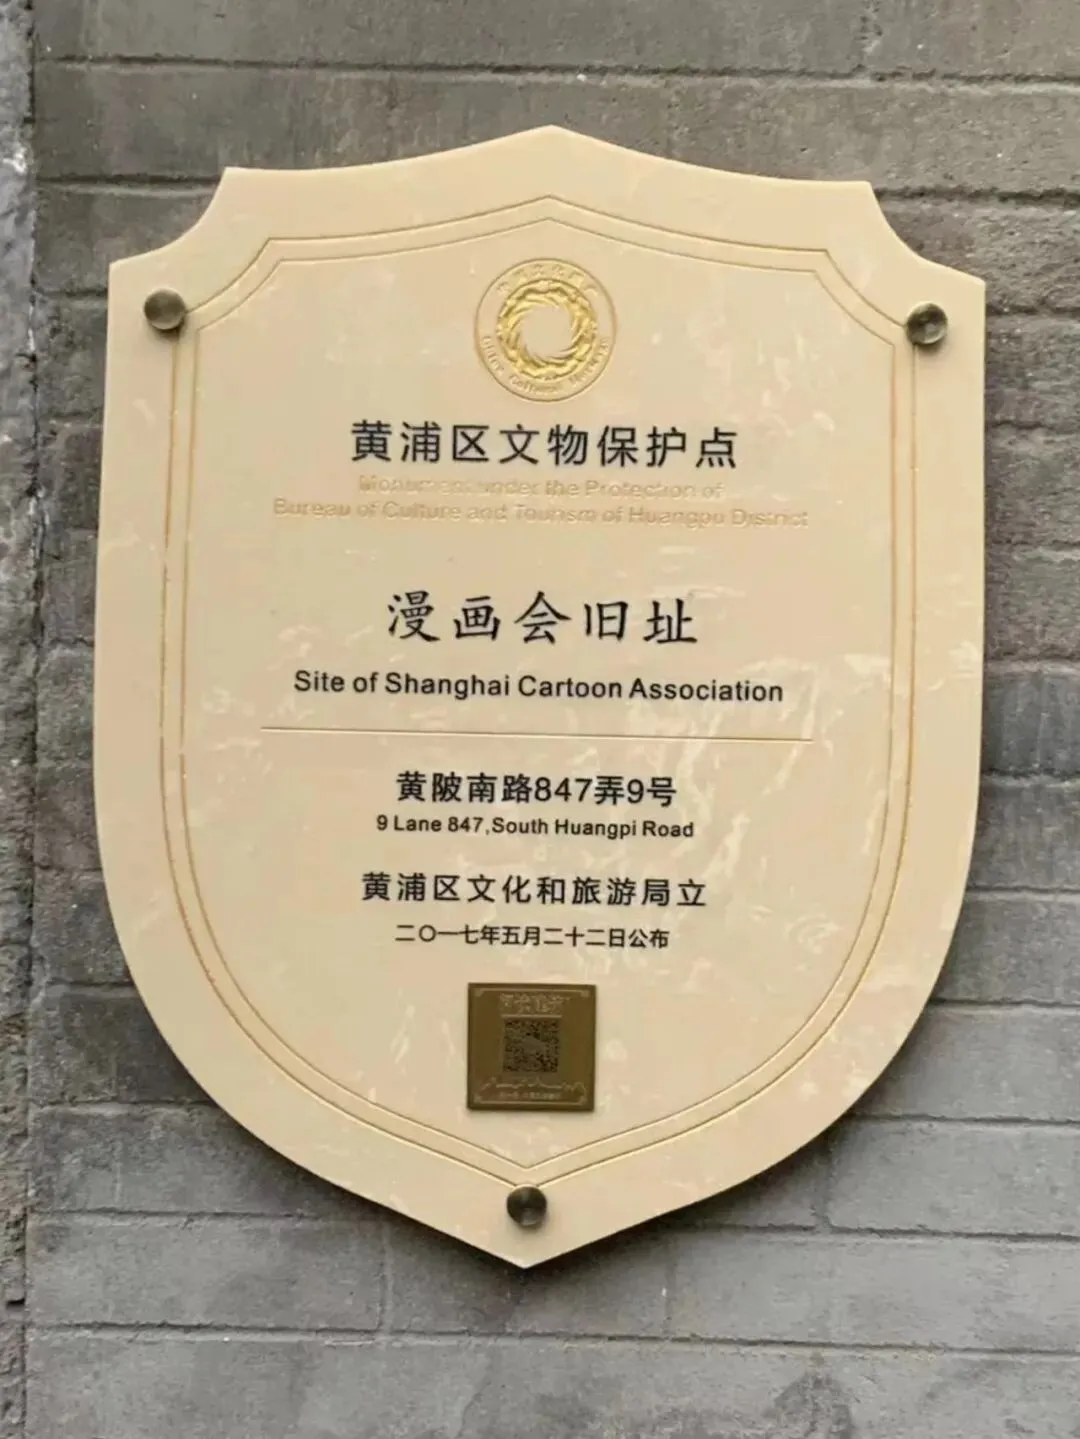 黄浦区文物保护点
Monument under the Protection of
Bureau of Culture and Tourism of Huangpu District
漫画会旧址
Site of Shanghai Cartoon Association
黄陂南路847弄9号
9 Lane 847,South Huangpi Road
黄浦区文化和旅游局立
二〇一七年五月二十二日公布